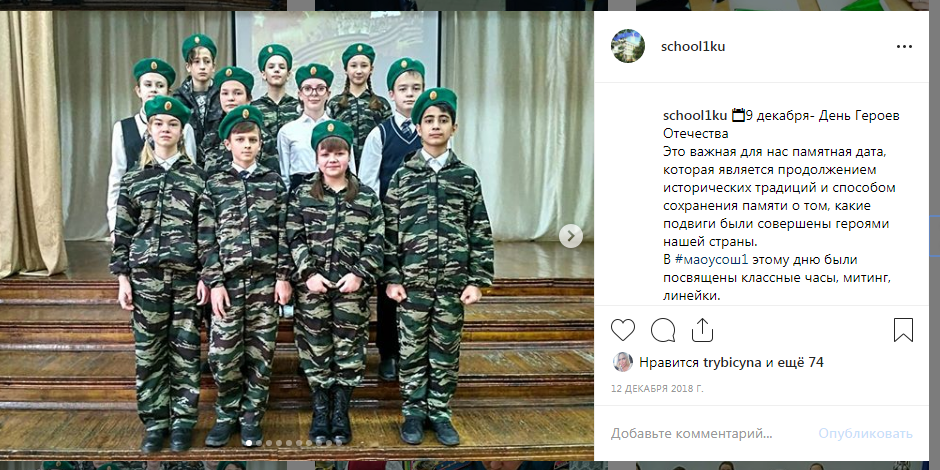 school1ku
school1ku 9 декабря- День Героев
Отечества
Это важная для нас памятная дата,
которая является продолжением
исторических традиций и способом
сохранения памяти о том, какие
подвиги были совершены героями
нашей страны.
В #маоусош1 этому дню были
посвящены классные часы, митинг,
линейки.
Нравится trybicyna и ещё 74
12 ДЕКАБРЯ 2018 Г.
Добавьте комментарий...
Опубликовать